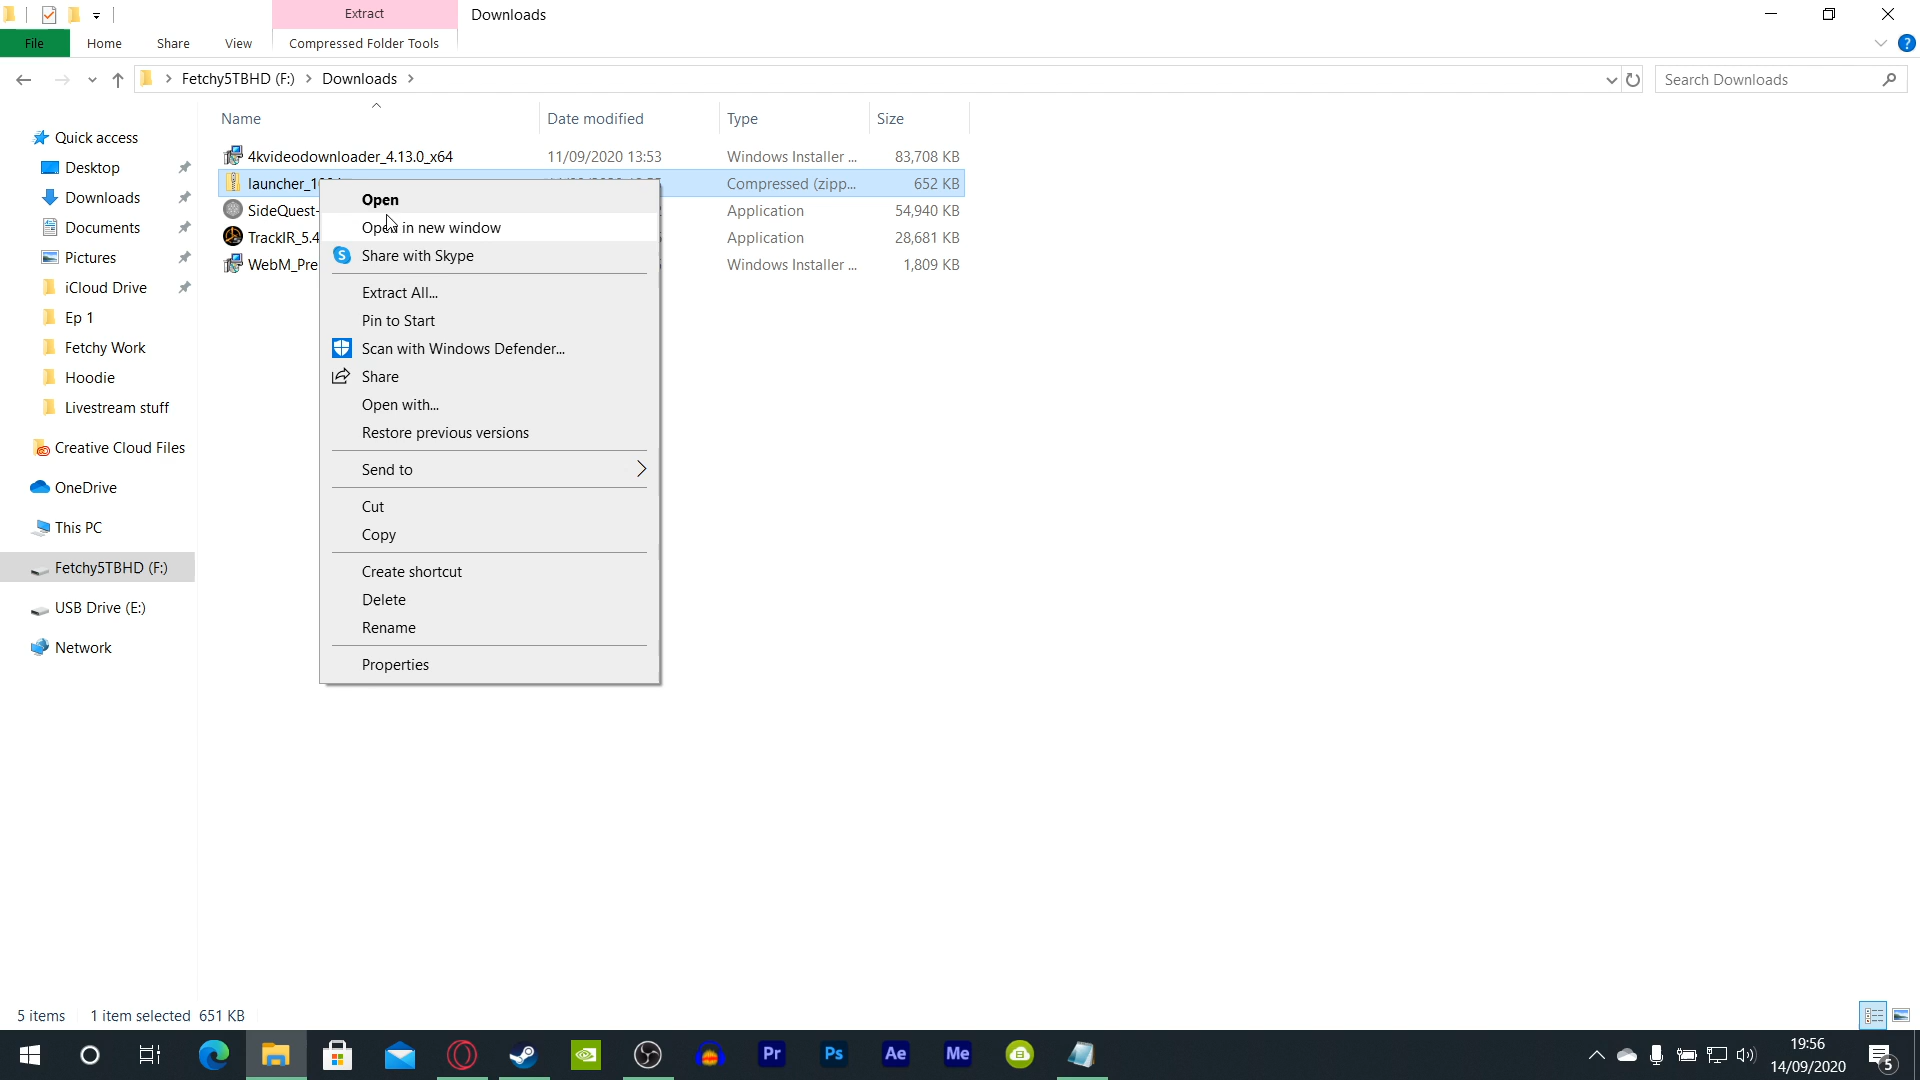 Extract
Downloads
File
Home
Share
View
Compressed Folder Tools
?
Fetchy5TBHD (F:)
Downloads
Search Downloads
Name
Date modified
Type
Size
4kvideodownloader_4.13.0_x64
11/09/2020 13:53
Windows Installer ...
83,708 KB
Compressed (zipp...
652 KB
Application
54,940 KB
Application
28,681 KB
Windows Installer ...
1,809 KB
Quick access
Desktop
Downloads
Documents
Pictures
iCloud Drive
Ep 1
Fetchy Work
Hoodie
Livestream stuff
Creative Cloud Files
OneDrive
This PC
Fetchy5TBHD (F:)
USB Drive (E:)
Network
Open
Open in new window
Share with Skype
Extract All...
Pin to Start
Scan with Windows Defender...
Share
Open with...
Restore previous versions
Send to
Cut
Copy
Create shortcut
Delete
Rename
Properties
5 items
1 item selected 651 KB
Pr
Ps
Ae
Me
19:56
14/09/2020
5